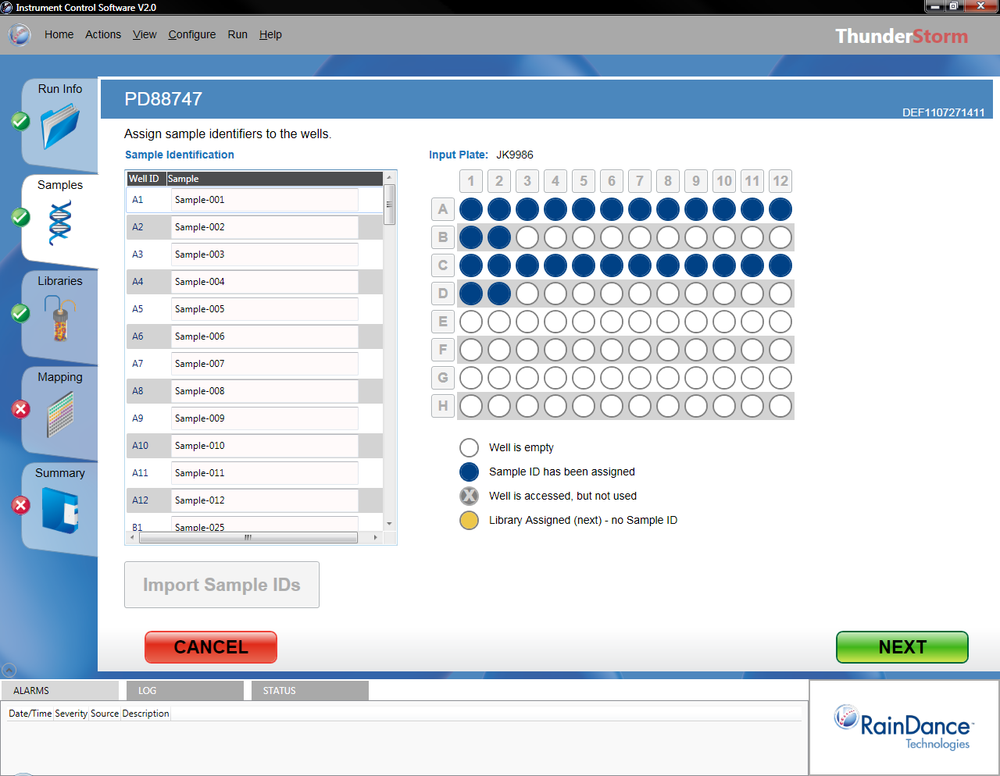 Instrument Control Software V2.0
Home Actions View Configure Run Help
ThunderStorm
Run Info
Samples
Libraries
Mapping
Summary
PD88747
DEF1107271411
Assign sample identifiers to the wells.
Sample Identification
Well ID Sample
A1 Sample-001
A2 Sample-002
A3 Sample-003
A4 Sample-004
A5 Sample-005
A6 Sample-006
A7 Sample-007
A8 Sample-008
A9 Sample-009
A10 Sample-010
A11 Sample-011
A12 Sample-012
B1 Sample-025
Input Plate: JK9986
1 2 3 4 5 6 7 8 9 10 11 12
A
B
C
D
E
F
G
H
Well is empty
Sample ID has been assigned
X Well is accessed, but not used
Library Assigned (next) - no Sample ID
Import Sample IDs
CANCEL
NEXT
ALARMS LOG STATUS
Date/Time Severity Source Description
RainDance™
Technologies